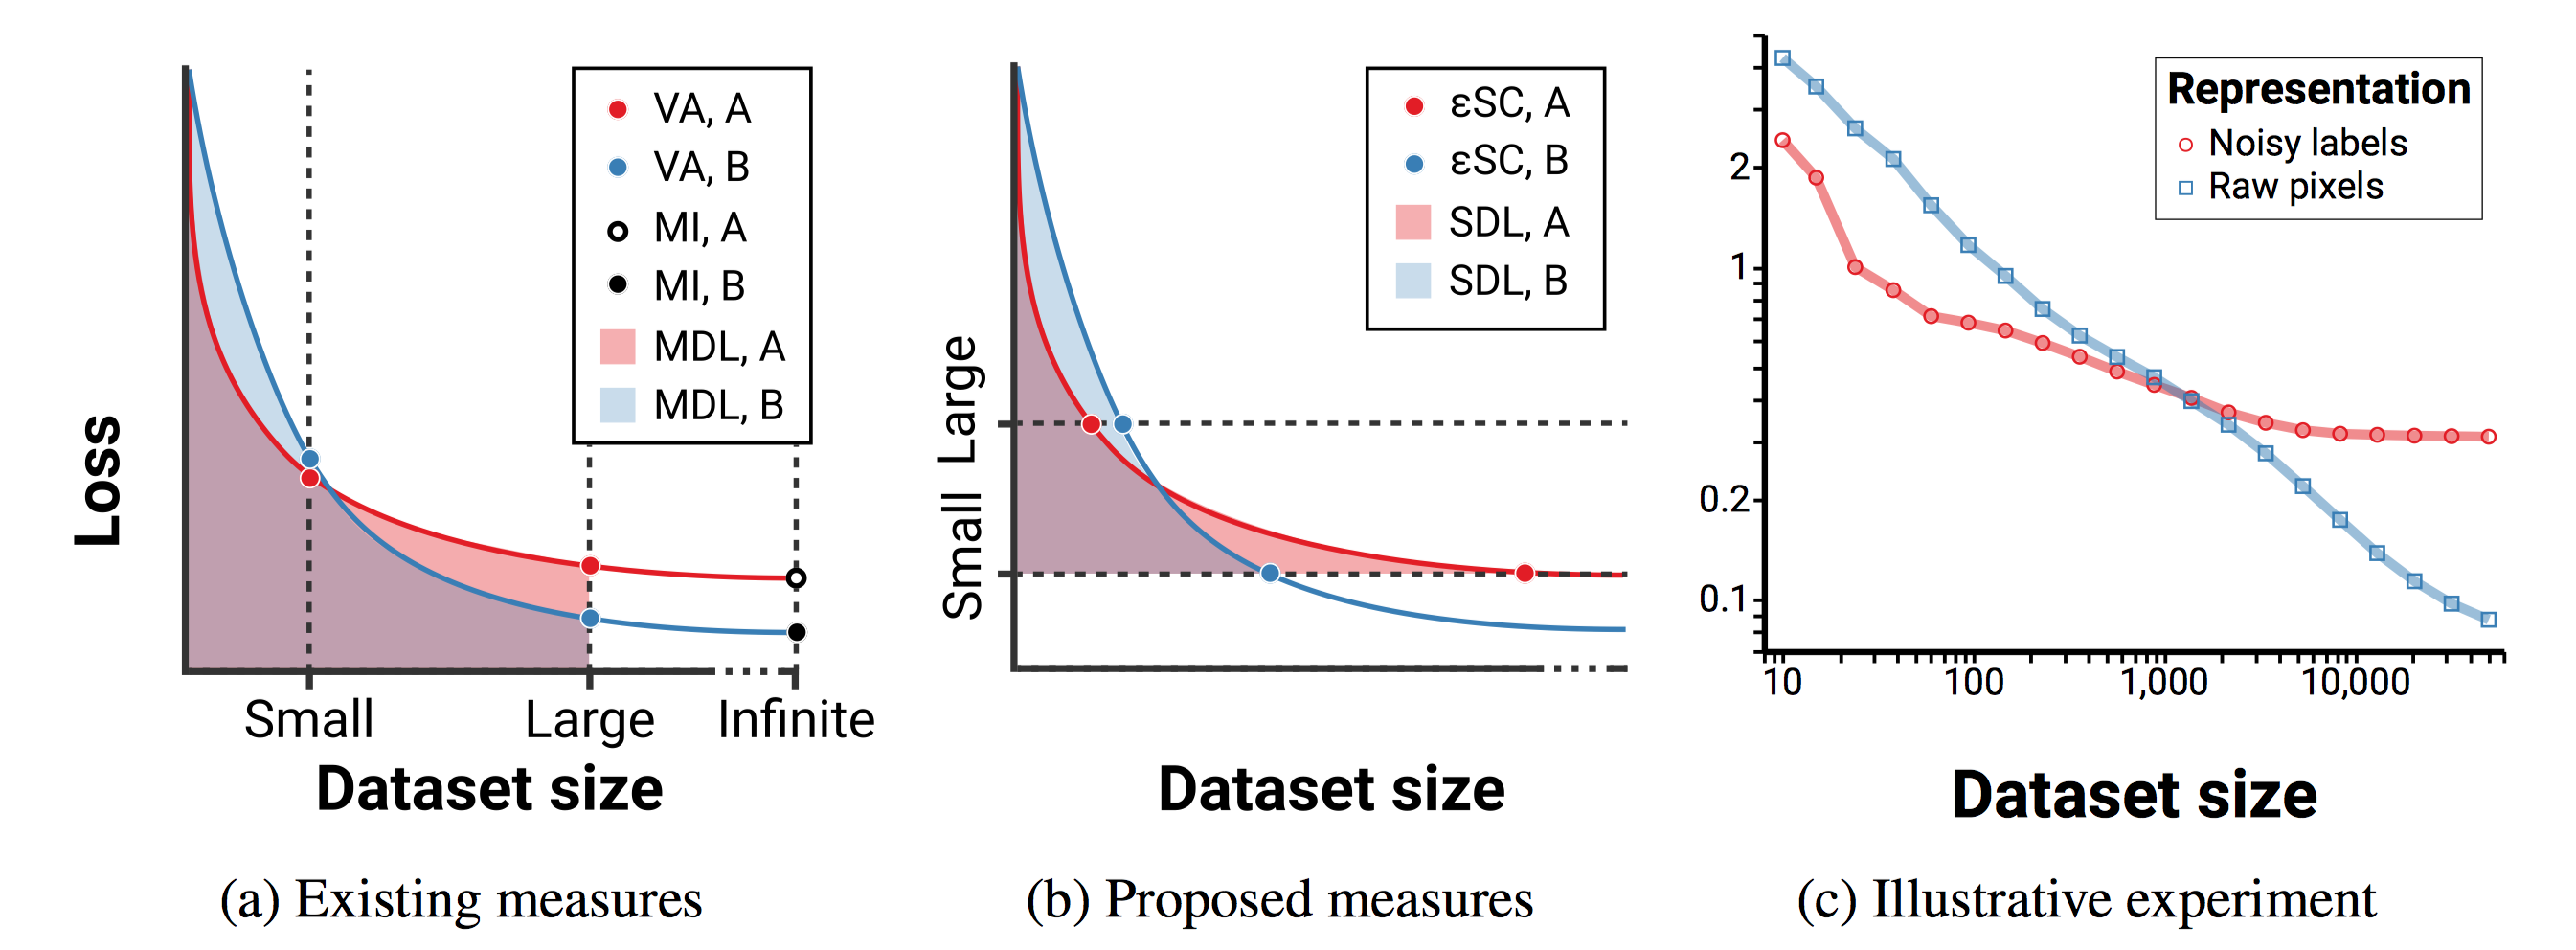 Loss
VA, A
VA, B
MI, A
MI, B
MDL, A
MDL, B
Small
Large
Infinite
Dataset size
(a) Existing measures
Large
Small
εSC, A
εSC, B
SDL, A
SDL, B
Dataset size
(b) Proposed measures
2
1
0.2
0.1
Representation
Noisy labels
Raw pixels
10
100
1,000
10,000
Dataset size
(c) Illustrative experiment